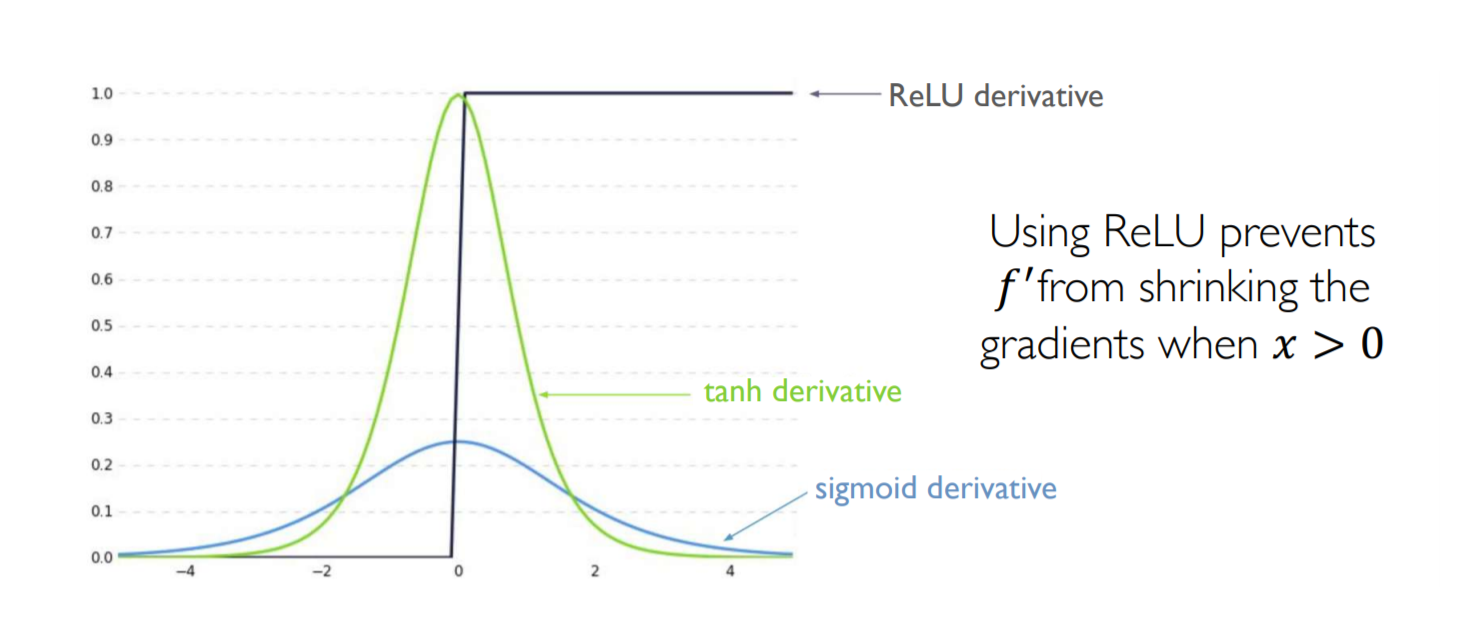 1.0
ReLU derivative
0.9
0.8
0.7
Using ReLU prevents
0.6
f′from shrinking the
0.5
gradients when x > 0
0.4
tanh derivative
0.3
0.2
sigmoid derivative
0.1
0.0
−4 −2 0 2 4